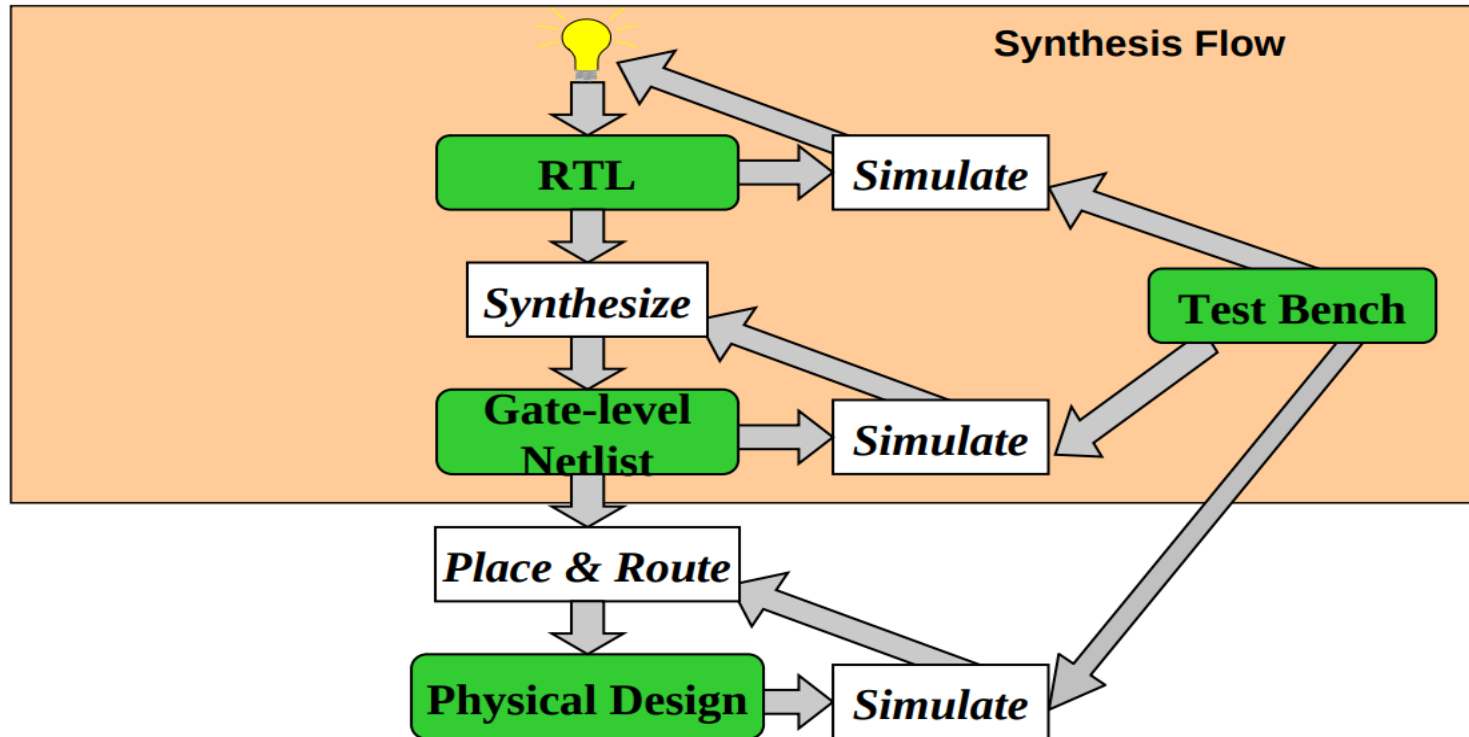 Synthesis Flow
RTL
Simulate
Synthesize
Test Bench
Gate-level
Netlist
Simulate
Place & Route
Physical Design
Simulate